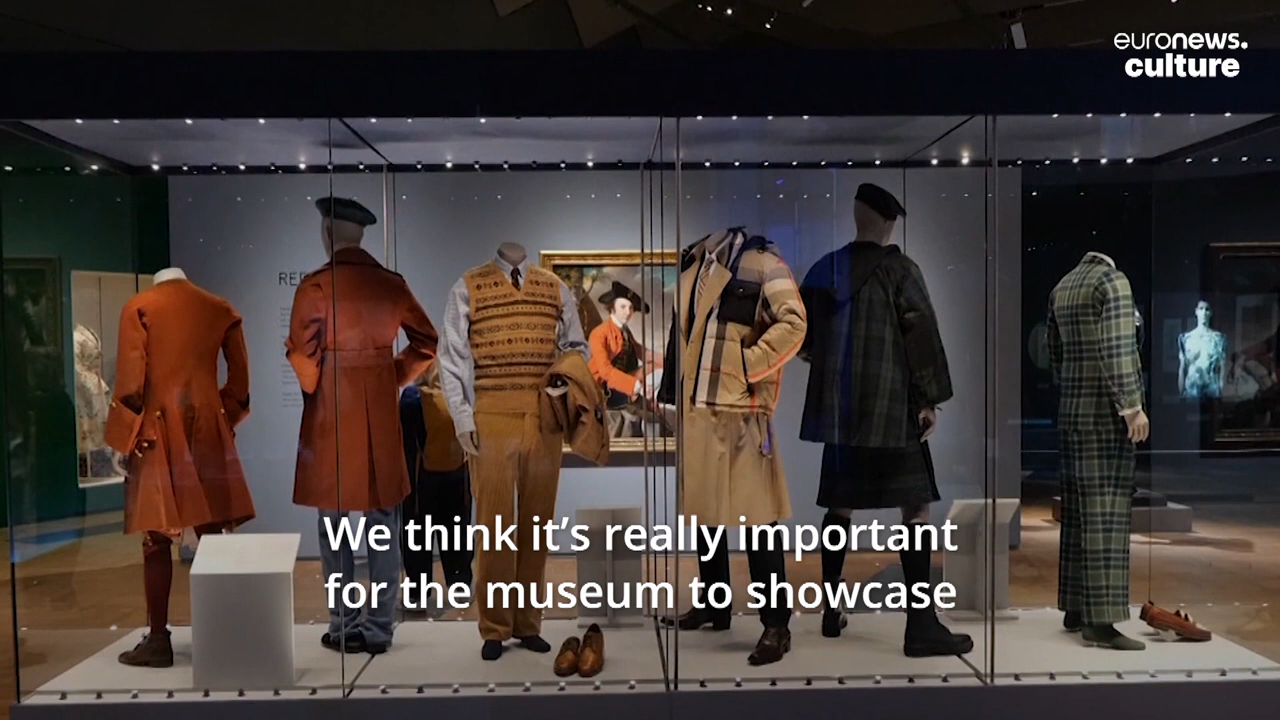 euronews.
culture
We think it's really important
for the museum to showcase